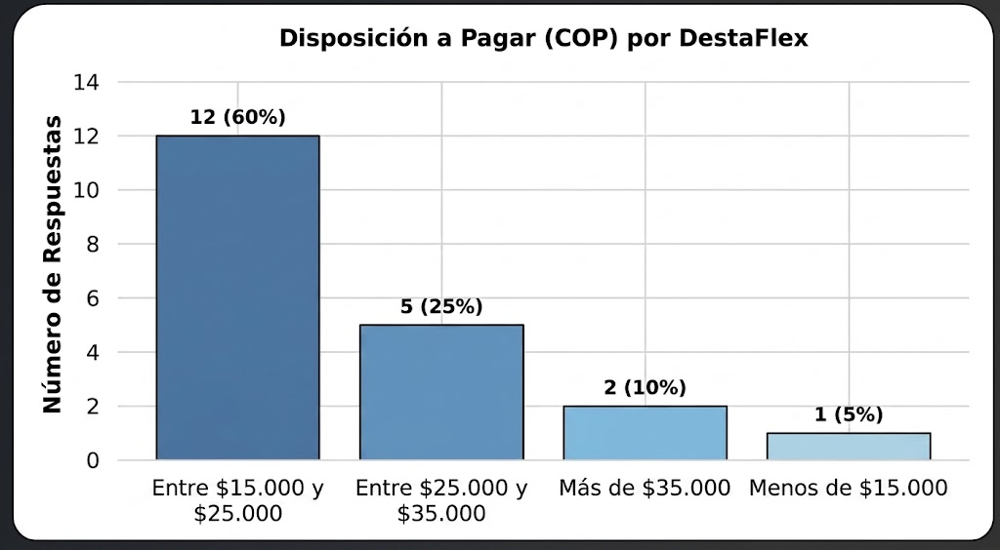 Disposición a Pagar (COP) por DestaFlex
Número de Respuestas
14
12
10
8
6
4
2
0
12 (60%)
5 (25%)
2 (10%)
1 (5%)
Entre $15.000 y
$25.000
Entre $25.000 y
$35.000
Más de $35.000
Menos de $15.000